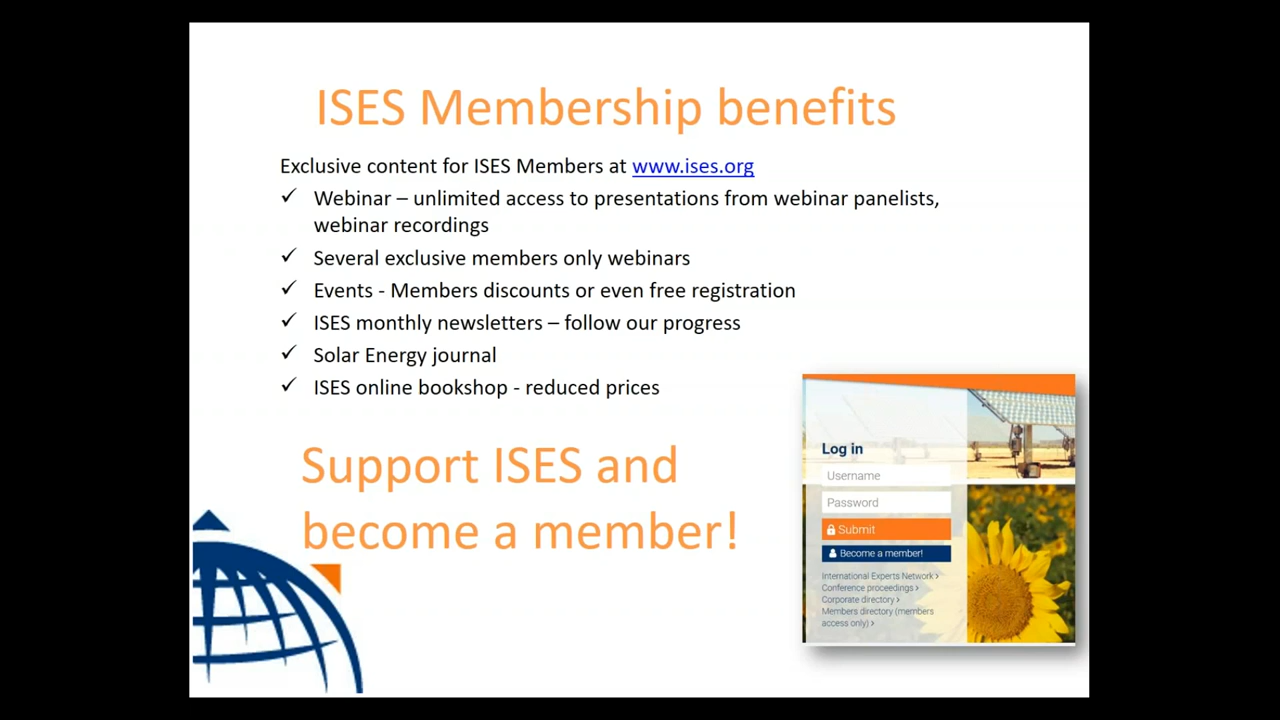 ISES Membership benefits
Exclusive content for ISES Members at www.ises.org
✓ Webinar – unlimited access to presentations from webinar panelists,
webinar recordings
✓ Several exclusive members only webinars
✓ Events - Members discounts or even free registration
✓ ISES monthly newsletters – follow our progress
✓ Solar Energy journal
✓ ISES online bookshop - reduced prices
Support ISES and
become a member!
Log in
Username
Password
Submit
Become a member!
International Experts Network >
Conference proceedings >
Corporate directory >
Members directory (members
access only) >